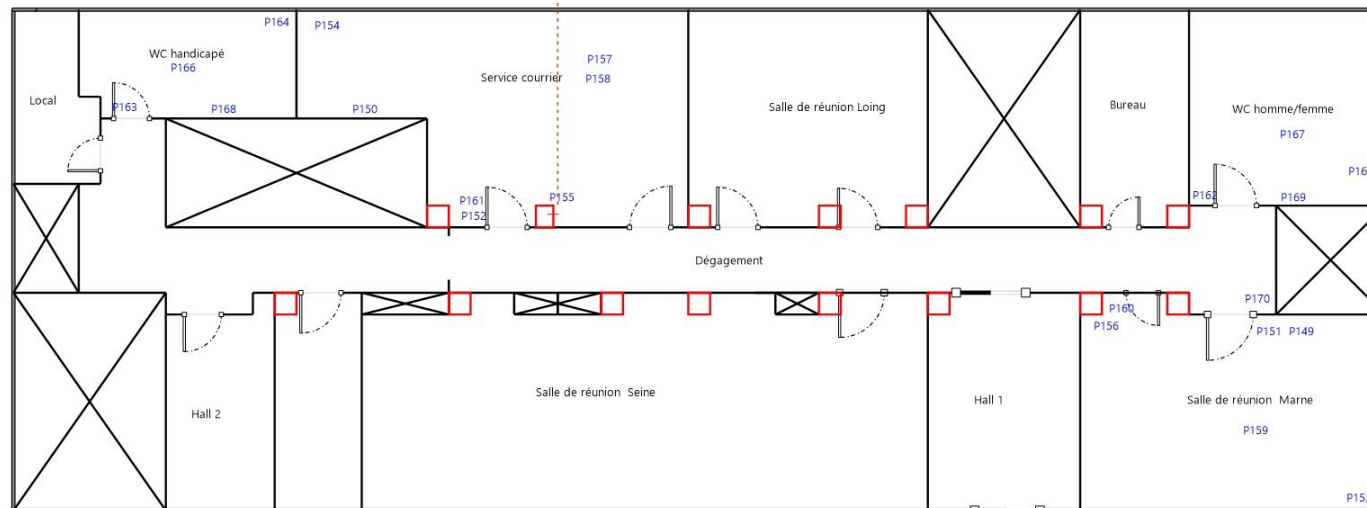 P164
P154
WC handicapé
P166
P157
Service courrier
P158
Local
P163
P168
P150
Salle de réunion Loing
Bureau
WC homme/femme
P167
P161
P155
P152
P162
P169
Dégagement
P170
P160
P156
P151
P149
Salle de réunion Seine
Hall 2
Hall 1
Salle de réunion Marne
P159